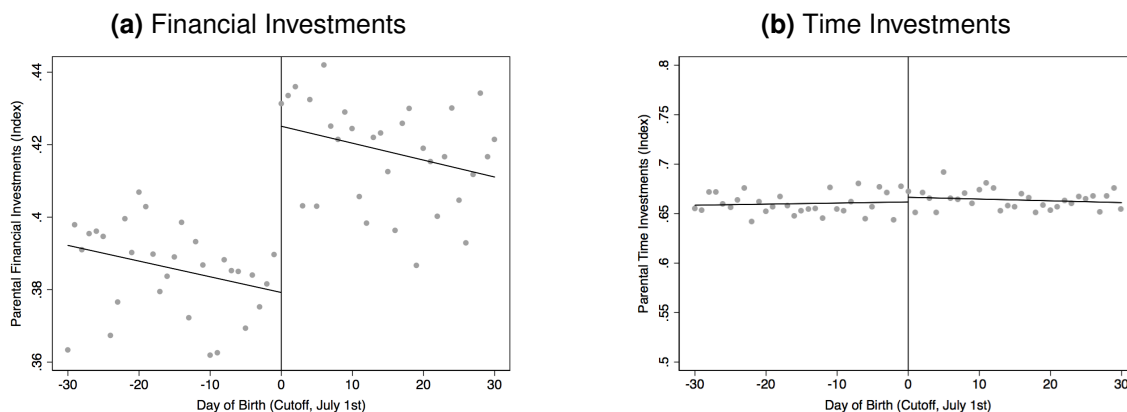 (a) Financial Investments
Parental Financial Investments (Index)
.44
.42
.4
.38
.36
-30 -20 -10 0 10 20 30
Day of Birth (Cutoff, July 1st)
(b) Time Investments
Parental Time Investments (Index)
.8
.75
.7
.65
.6
.55
.5
-30 -20 -10 0 10 20 30
Day of Birth (Cutoff, July 1st)